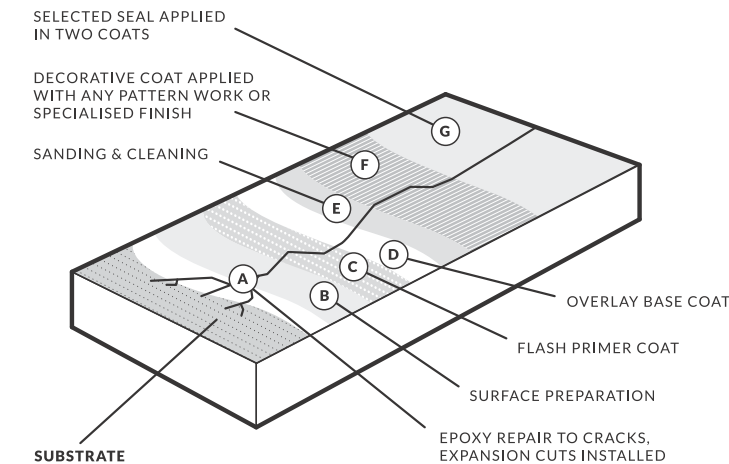 SELECTED SEAL APPLIED
IN TWO COATS
DECORATIVE COAT APPLIED
WITH ANY PATTERN WORK OR
SPECIALISED FINISH
SANDING & CLEANING
G
F
E
D
C
A
B
OVERLAY BASE COAT
FLASH PRIMER COAT
SURFACE PREPARATION
EPOXY REPAIR TO CRACKS,
EXPANSION CUTS INSTALLED
SUBSTRATE